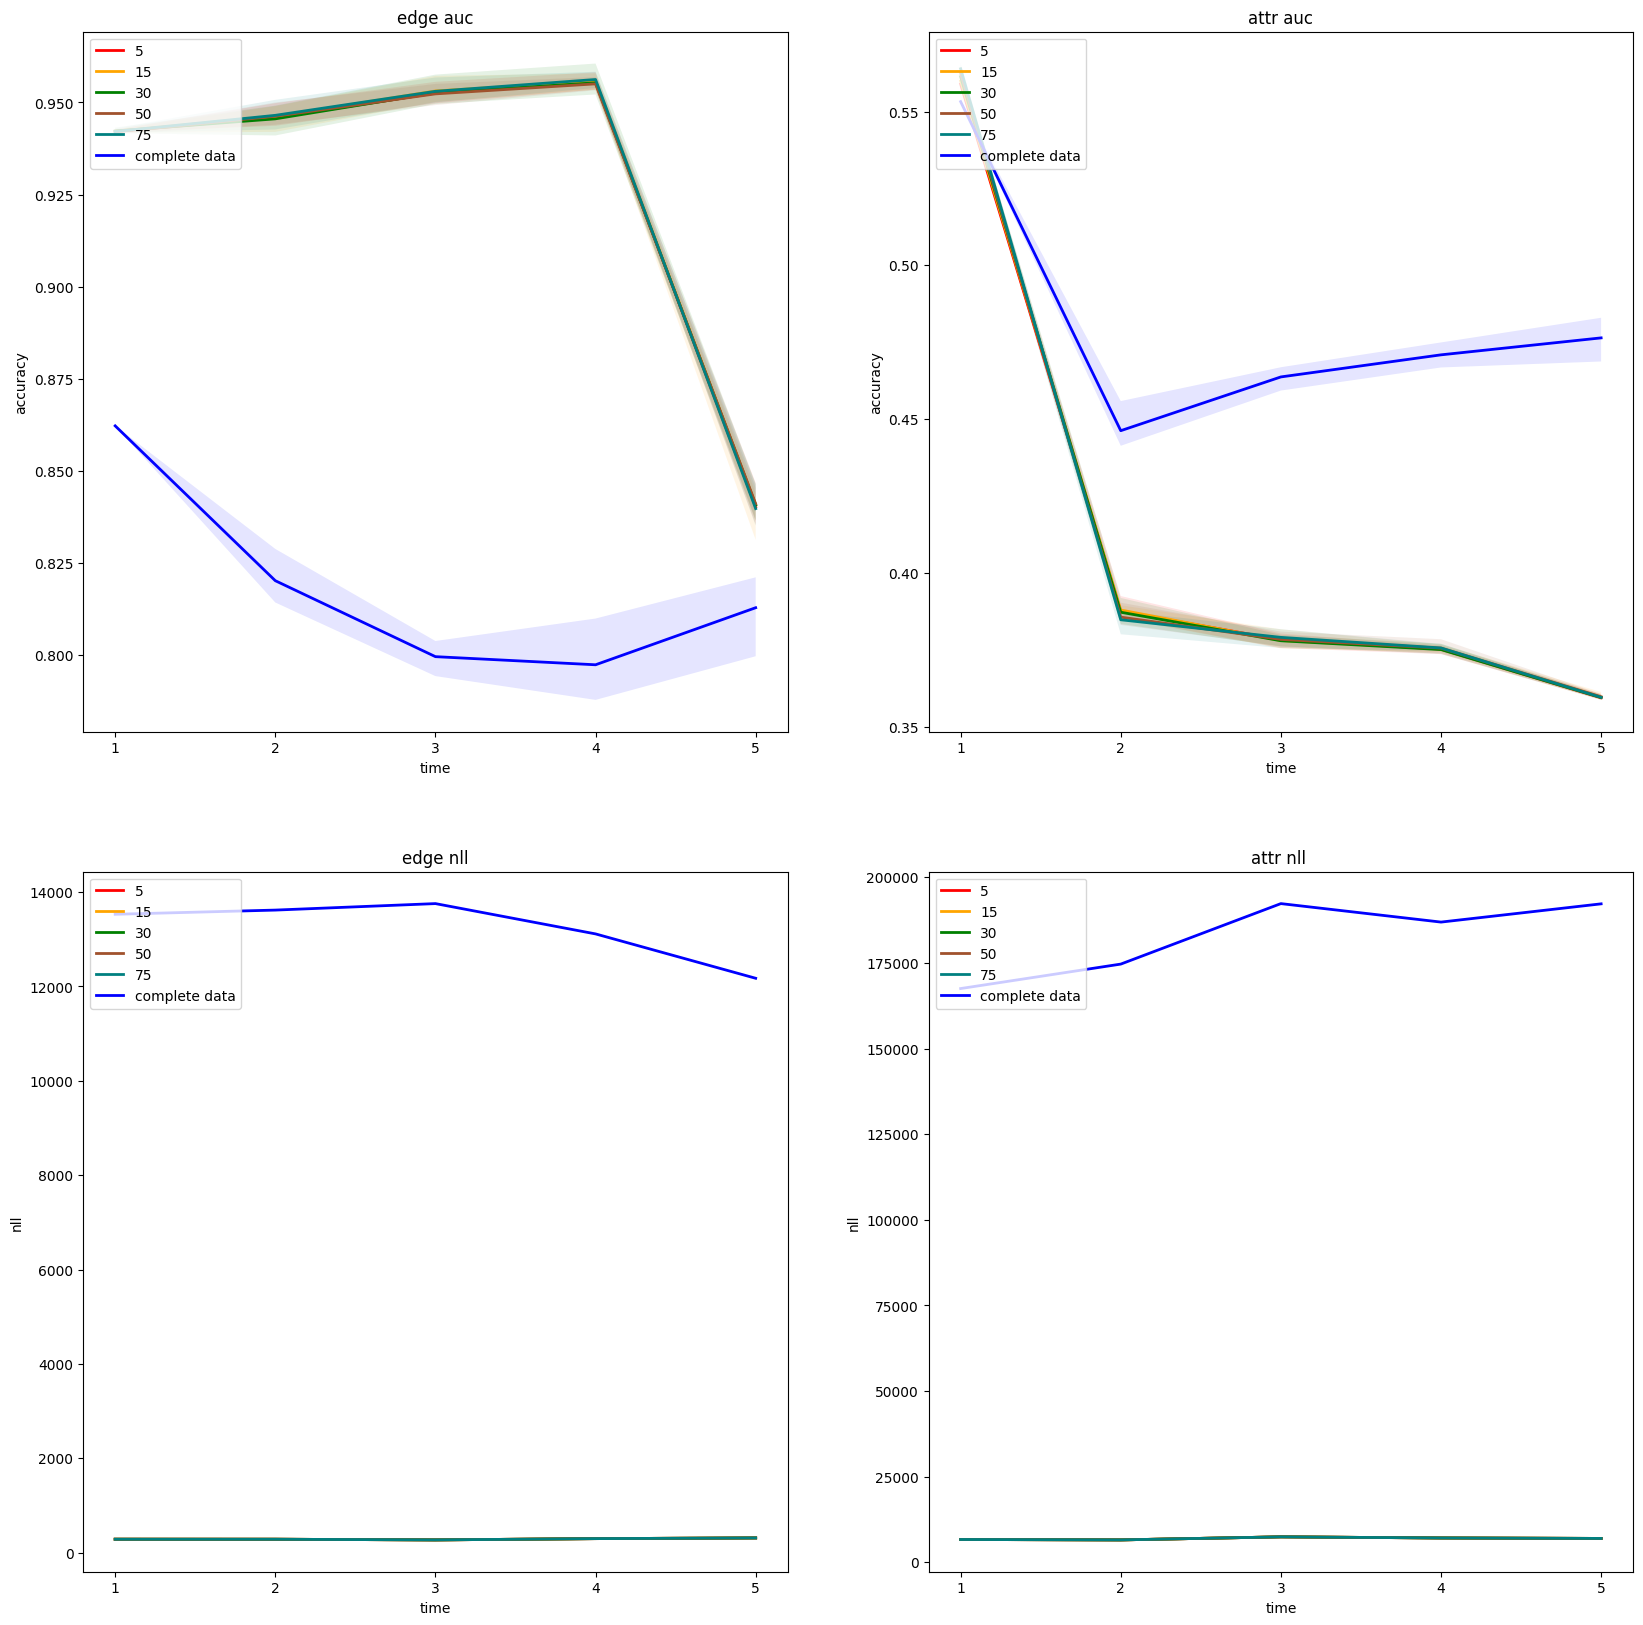 edge auc
5
15
30
50
75
complete data
0.950
0.925
0.900
0.875
0.850
0.825
0.800
accuracy
1 2 3 4 5
time
attr auc
5
15
30
50
75
complete data
0.55
0.50
0.45
0.40
0.35
accuracy
1 2 3 4 5
time
edge nll
5
15
30
50
75
complete data
14000
12000
10000
8000
6000
4000
2000
0
nll
1 2 3 4 5
time
attr nll
5
15
30
50
75
complete data
200000
175000
150000
125000
100000
75000
50000
25000
0
nll
1 2 3 4 5
time